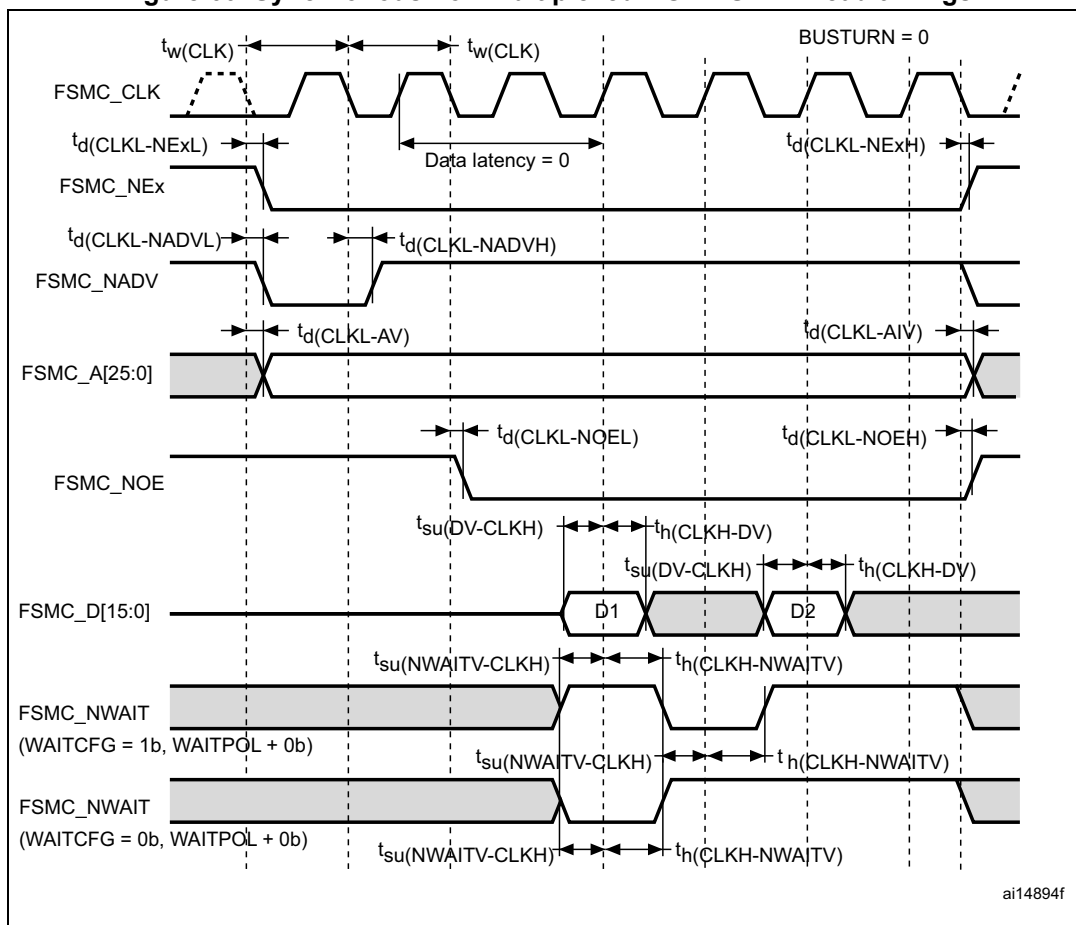 BUSTURN = 0
tw(CLK) tw(CLK)
FSMC_CLK
Data latency = 0
td(CLKL-NExL) td(CLKL-NExH)
FSMC_NEx
td(CLKL-NADVL) td(CLKL-NADVH)
FSMC_NADV
td(CLKL-AV) td(CLKL-AIV)
FSMC_A[25:0]
td(CLKL-NOEL) td(CLKL-NOEH)
FSMC_NOE
tsu(DV-CLKH) th(CLKH-DV)
tsu(DV-CLKH) th(CLKH-DV)
FSMC_D[15:0] D1 D2
tsu(NWAITV-CLKH) th(CLKH-NWAITV)
FSMC_NWAIT
(WAITCFG = 1b, WAITPOL + 0b)
tsu(NWAITV-CLKH) th(CLKH-NWAITV)
FSMC_NWAIT
(WAITCFG = 0b, WAITPOL + 0b)
tsu(NWAITV-CLKH) th(CLKH-NWAITV)
ai14894f